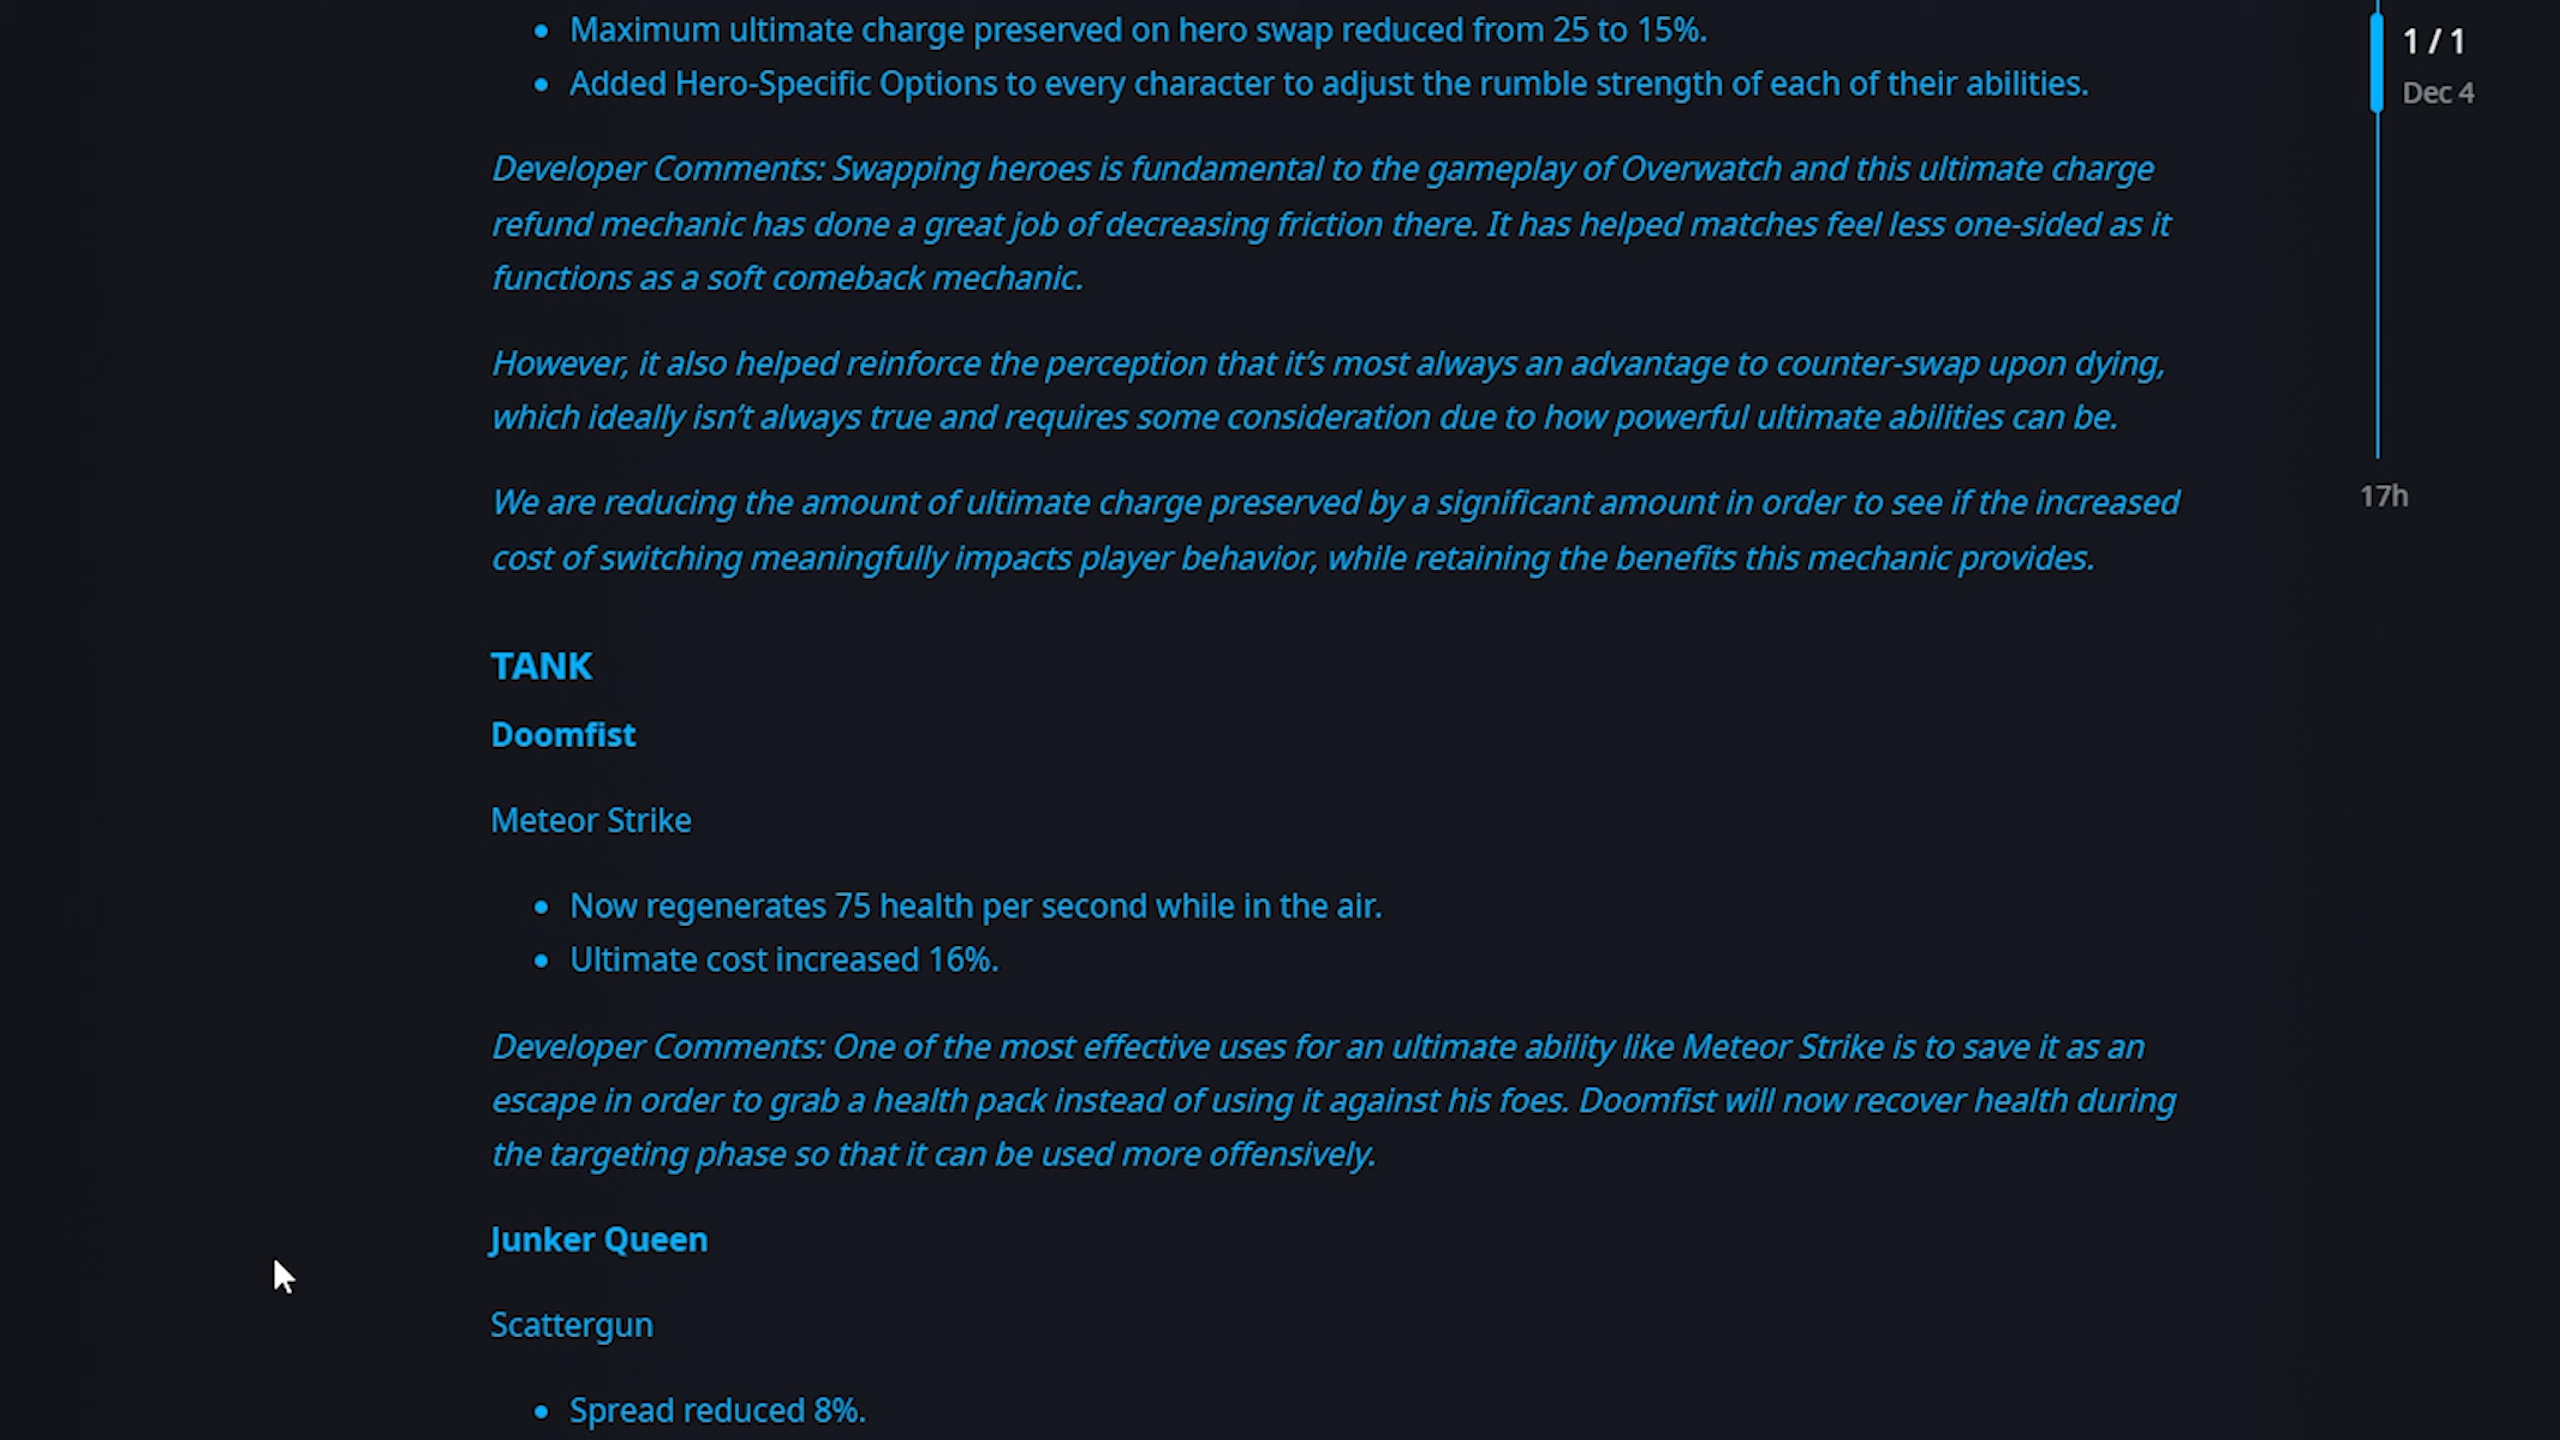 Maximum ultimate charge preserved on hero swap reduced from 25 to 15%.
Added Hero-Specific Options to every character to adjust the rumble strength of each of their abilities.
1 / 1
Dec 4
Developer Comments: Swapping heroes is fundamental to the gameplay of Overwatch and this ultimate charge
refund mechanic has done a great job of decreasing friction there. It has helped matches feel less one-sided as it
functions as a soft comeback mechanic.
However, it also helped reinforce the perception that it’s most always an advantage to counter-swap upon dying,
which ideally isn’t always true and requires some consideration due to how powerful ultimate abilities can be.
We are reducing the amount of ultimate charge preserved by a significant amount in order to see if the increased
cost of switching meaningfully impacts player behavior, while retaining the benefits this mechanic provides.
17h
TANK
Doomfist
Meteor Strike
Now regenerates 75 health per second while in the air.
Ultimate cost increased 16%.
Developer Comments: One of the most effective uses for an ultimate ability like Meteor Strike is to save it as an
escape in order to grab a health pack instead of using it against his foes. Doomfist will now recover health during
the targeting phase so that it can be used more offensively.
Junker Queen
Scattergun
Spread reduced 8%.